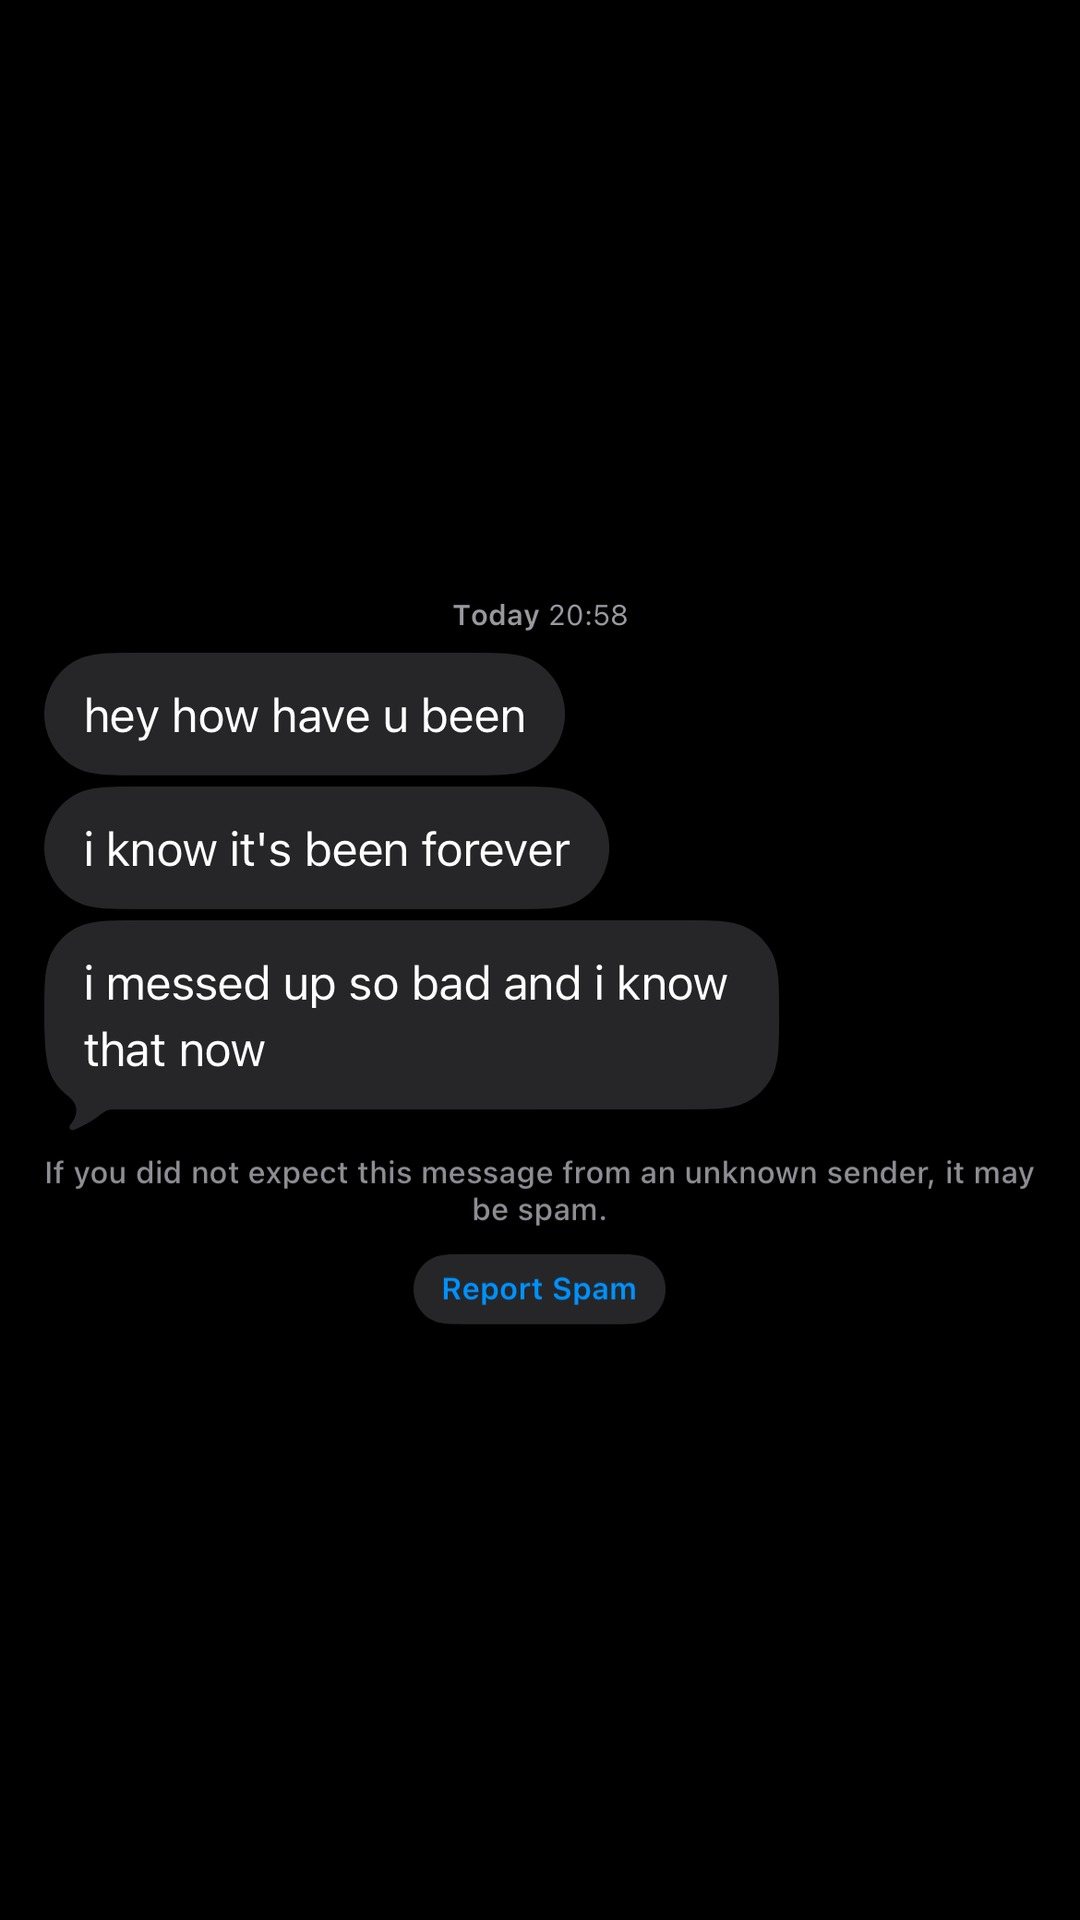 Today 20:58
hey how have u been
i know it's been forever
i messed up so bad and i know
that now
If you did not expect this message from an unknown sender, it may
be spam.
Report Spam